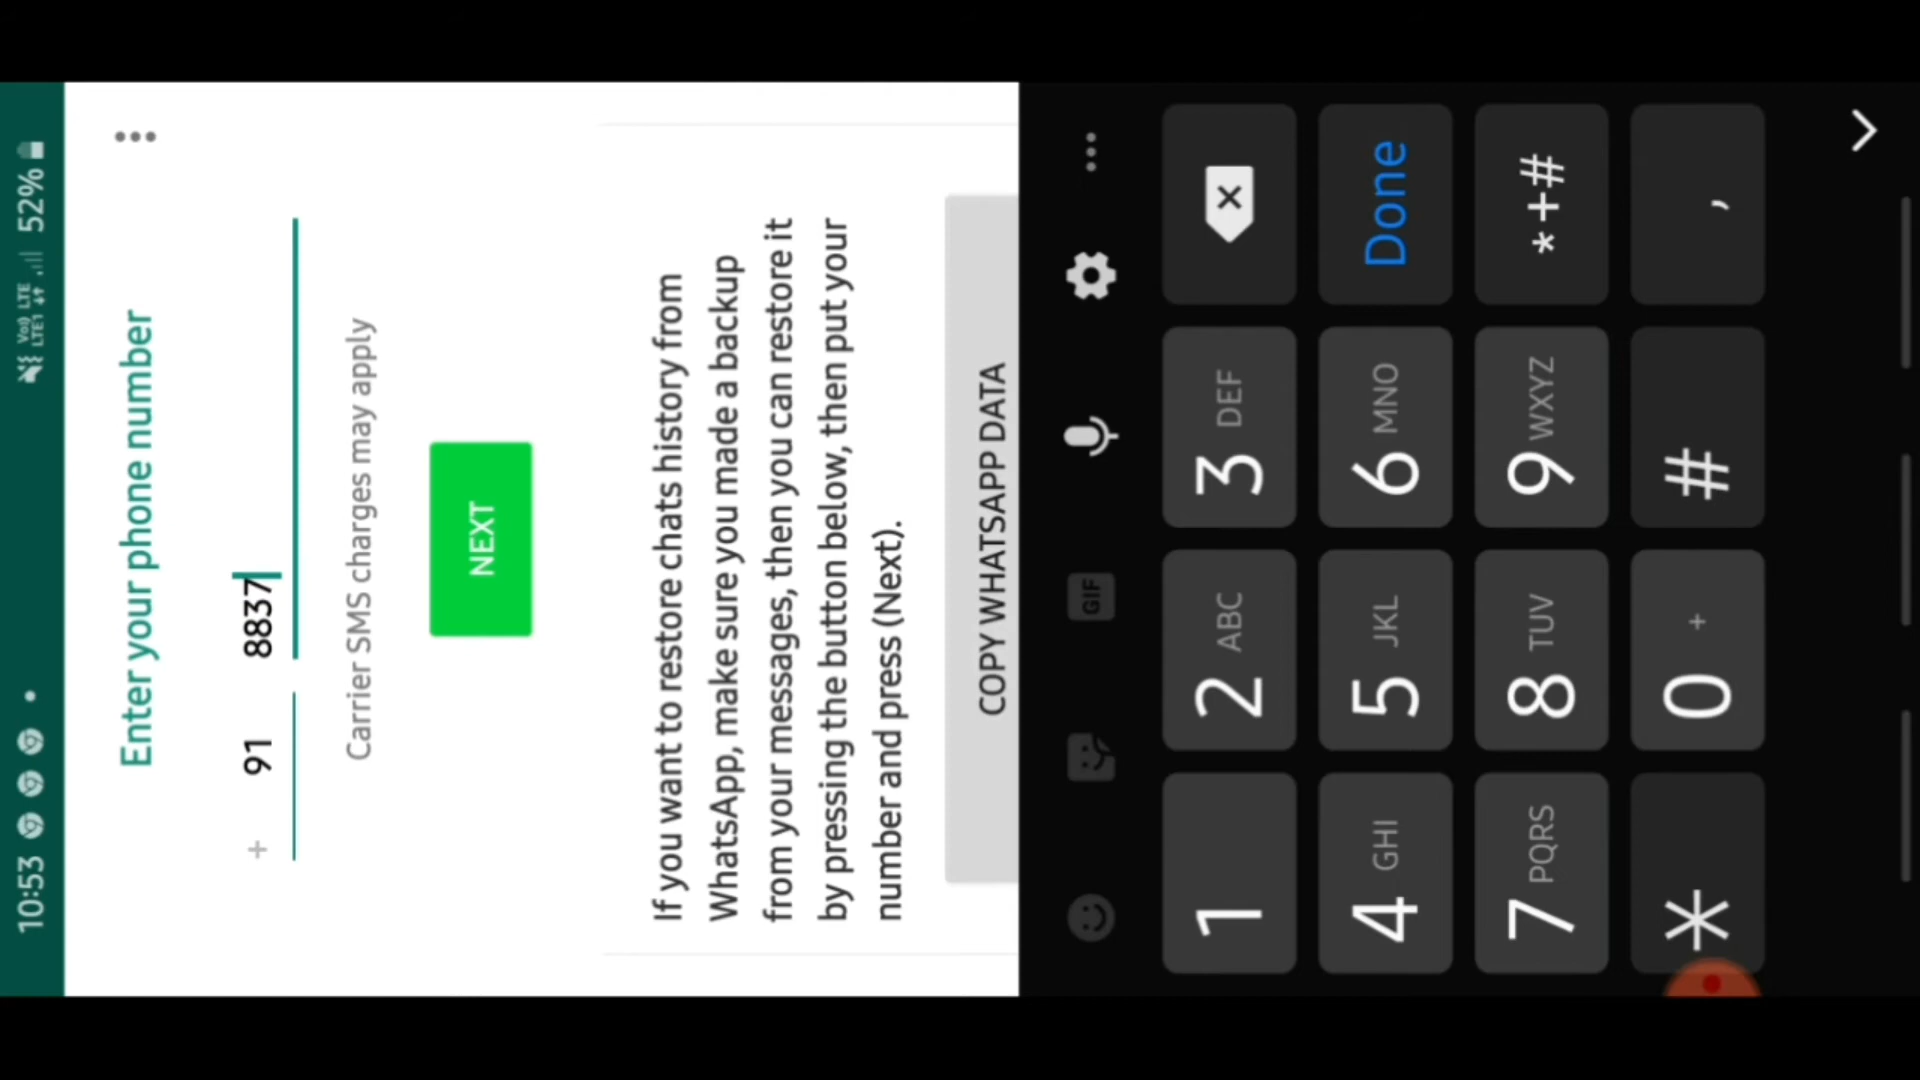 10:53
Voo) LTE
LTE1
52%
Enter your phone number
+ 91 8837
Carrier SMS charges may apply
NEXT
If you want to restore chats history from
WhatsApp, make sure you made a backup
from your messages, then you can restore it
by pressing the button below, then put your
number and press (Next).
COPY WHATSAPP DATA
GIF
1 2 ABC 3 DEF
4 GHI 5 JKL 6 MNO Done
7 PQRS 8 TUV 9 WXYZ *+#
* 0 + # ,